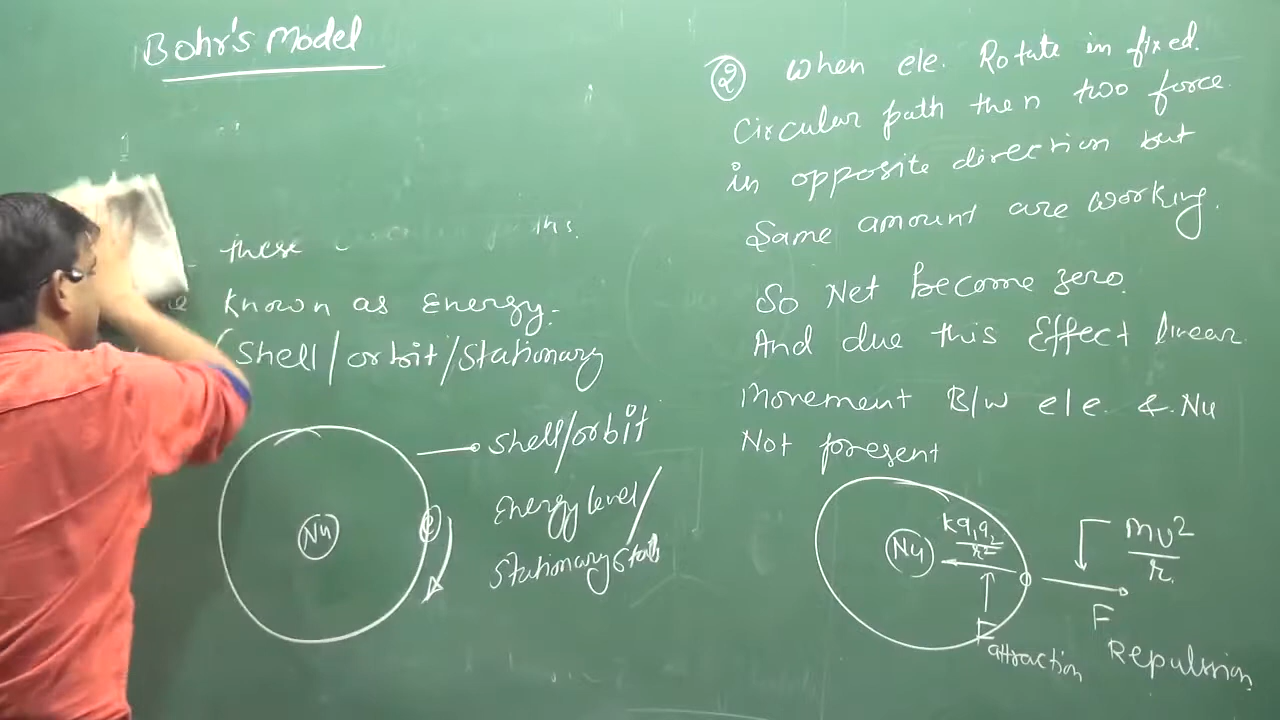 Bohr's Model
these
known as Energy.
(Shell/orbit/Stationary
Shell/orbit
Energy level/
Stationary
Nu
e
② When ele. Rotate in fixed.
Circular path then two force
in opposite direction but
Same amount are working.
So Net Become zero.
And due this Effect linear
Movement B/w ele. & Nu
Not present
Nu
Kq₁q₂
r²
mv²
r
F
attraction
F
Repulsion